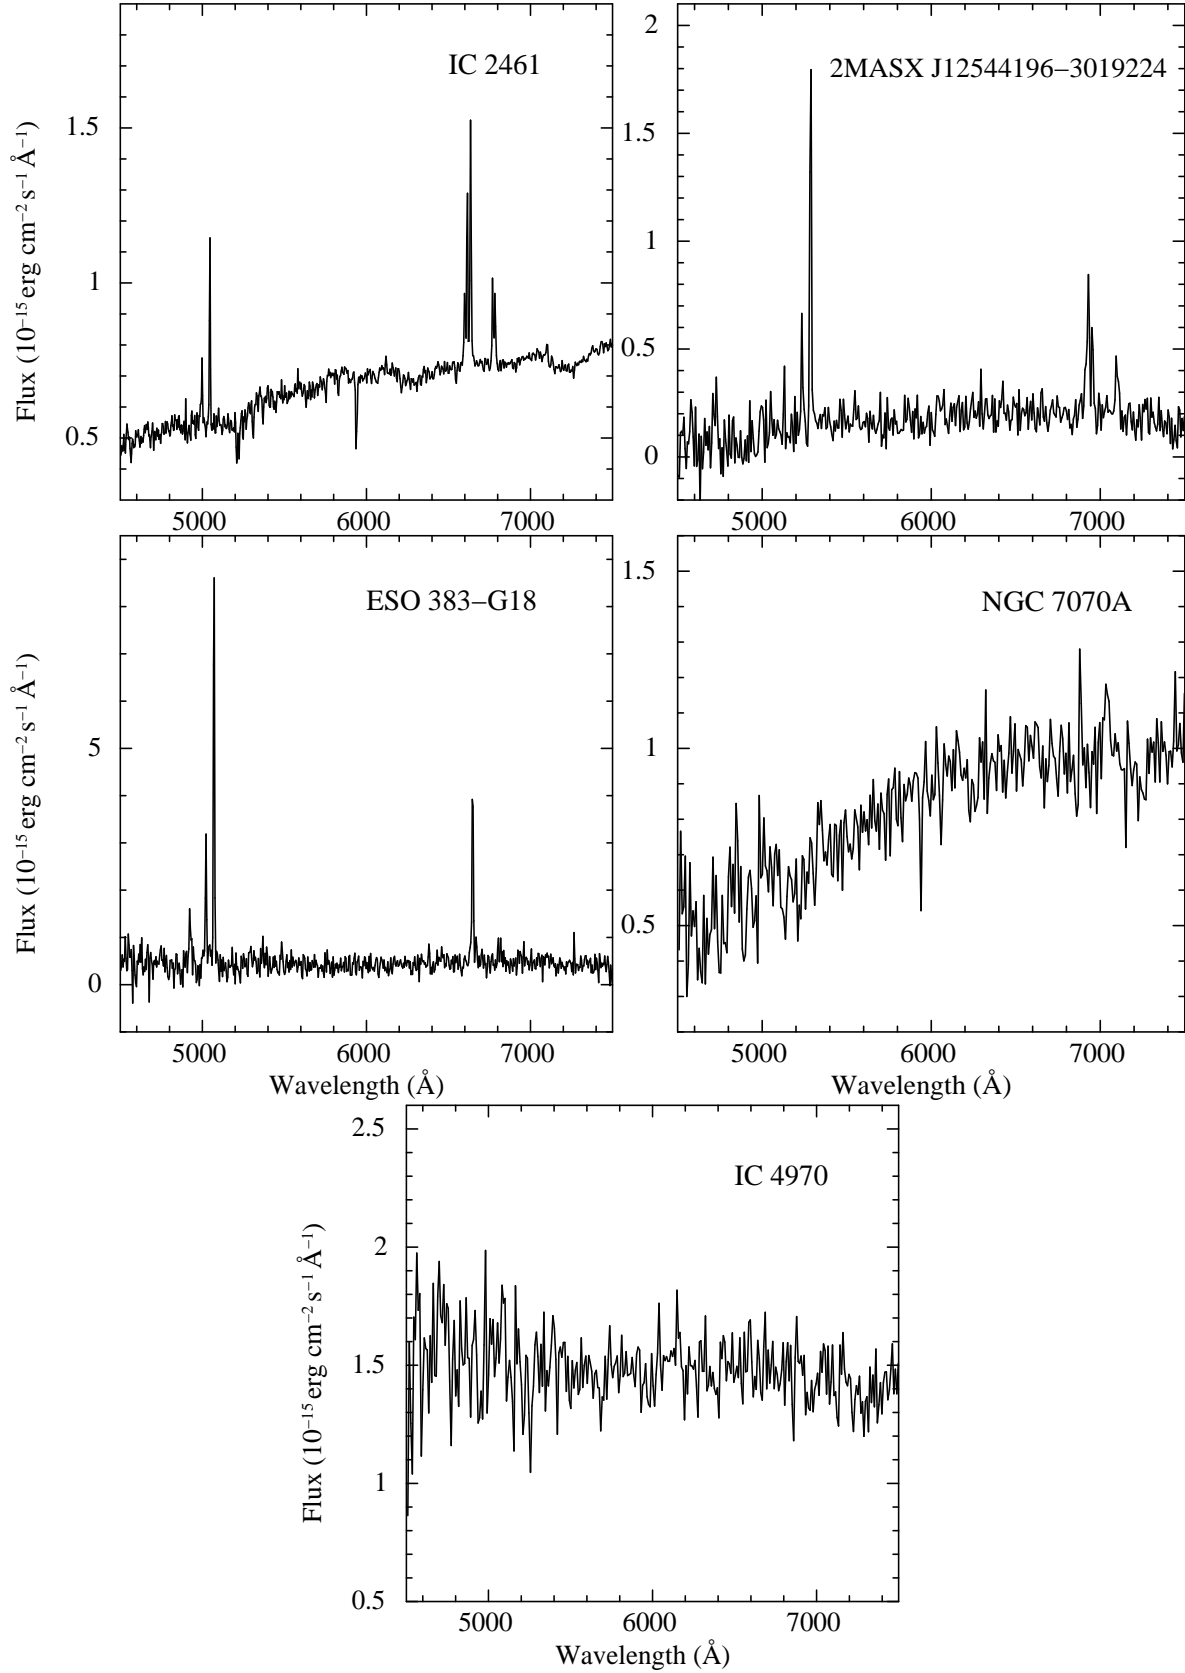 IC 2461
1.5
1
0.5
5000 6000 7000
Flux (10⁻¹⁵ erg cm⁻² s⁻¹ Å⁻¹)
2MASX J12544196−3019224
2
1.5
1
0.5
0
5000 6000 7000
ESO 383−G18
5
0
5000 6000 7000
Flux (10⁻¹⁵ erg cm⁻² s⁻¹ Å⁻¹)
Wavelength (Å)
NGC 7070A
1.5
1
0.5
5000 6000 7000
Wavelength (Å)
IC 4970
2.5
2
1.5
1
0.5
5000 6000 7000
Flux (10⁻¹⁵ erg cm⁻² s⁻¹ Å⁻¹)
Wavelength (Å)